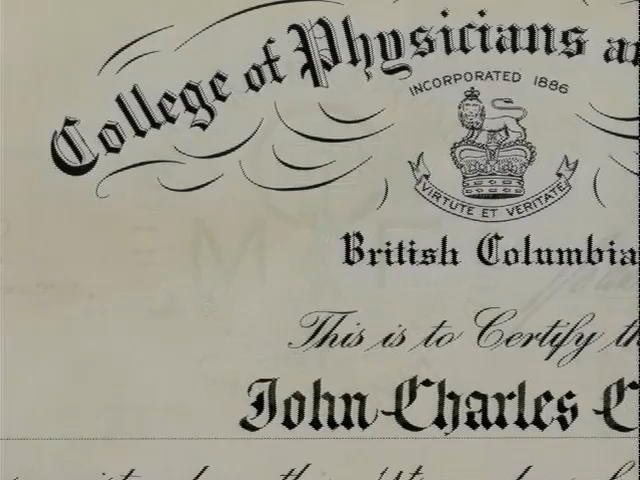 College of Physicians
INCORPORATED 1886
VIRTUTE ET VERITATE
British Columbia
This is to Certify
John Charles